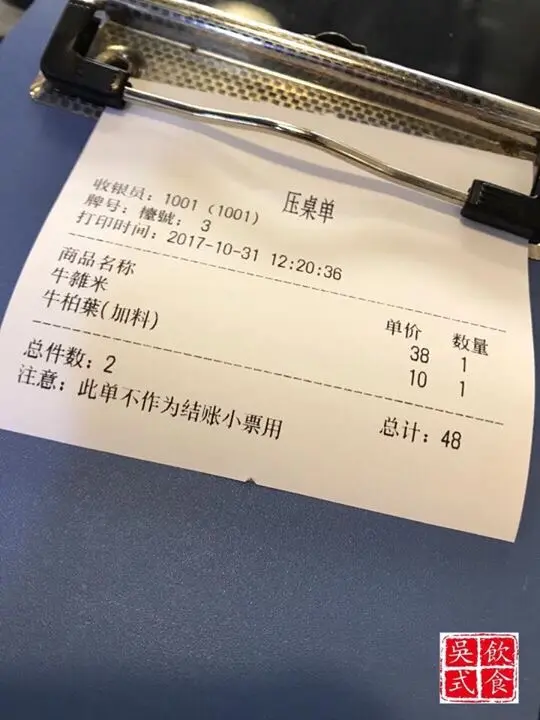 压桌单
收银员：1001 (1001)
牌号：檯號： 3
打印时间：2017-10-31 12:20:36
商品名称 单价 数量
牛雜米 38 1
牛柏葉(加料) 10 1
总件数：2 总计：48
注意：此单不作为结账小票用
吳式飲食